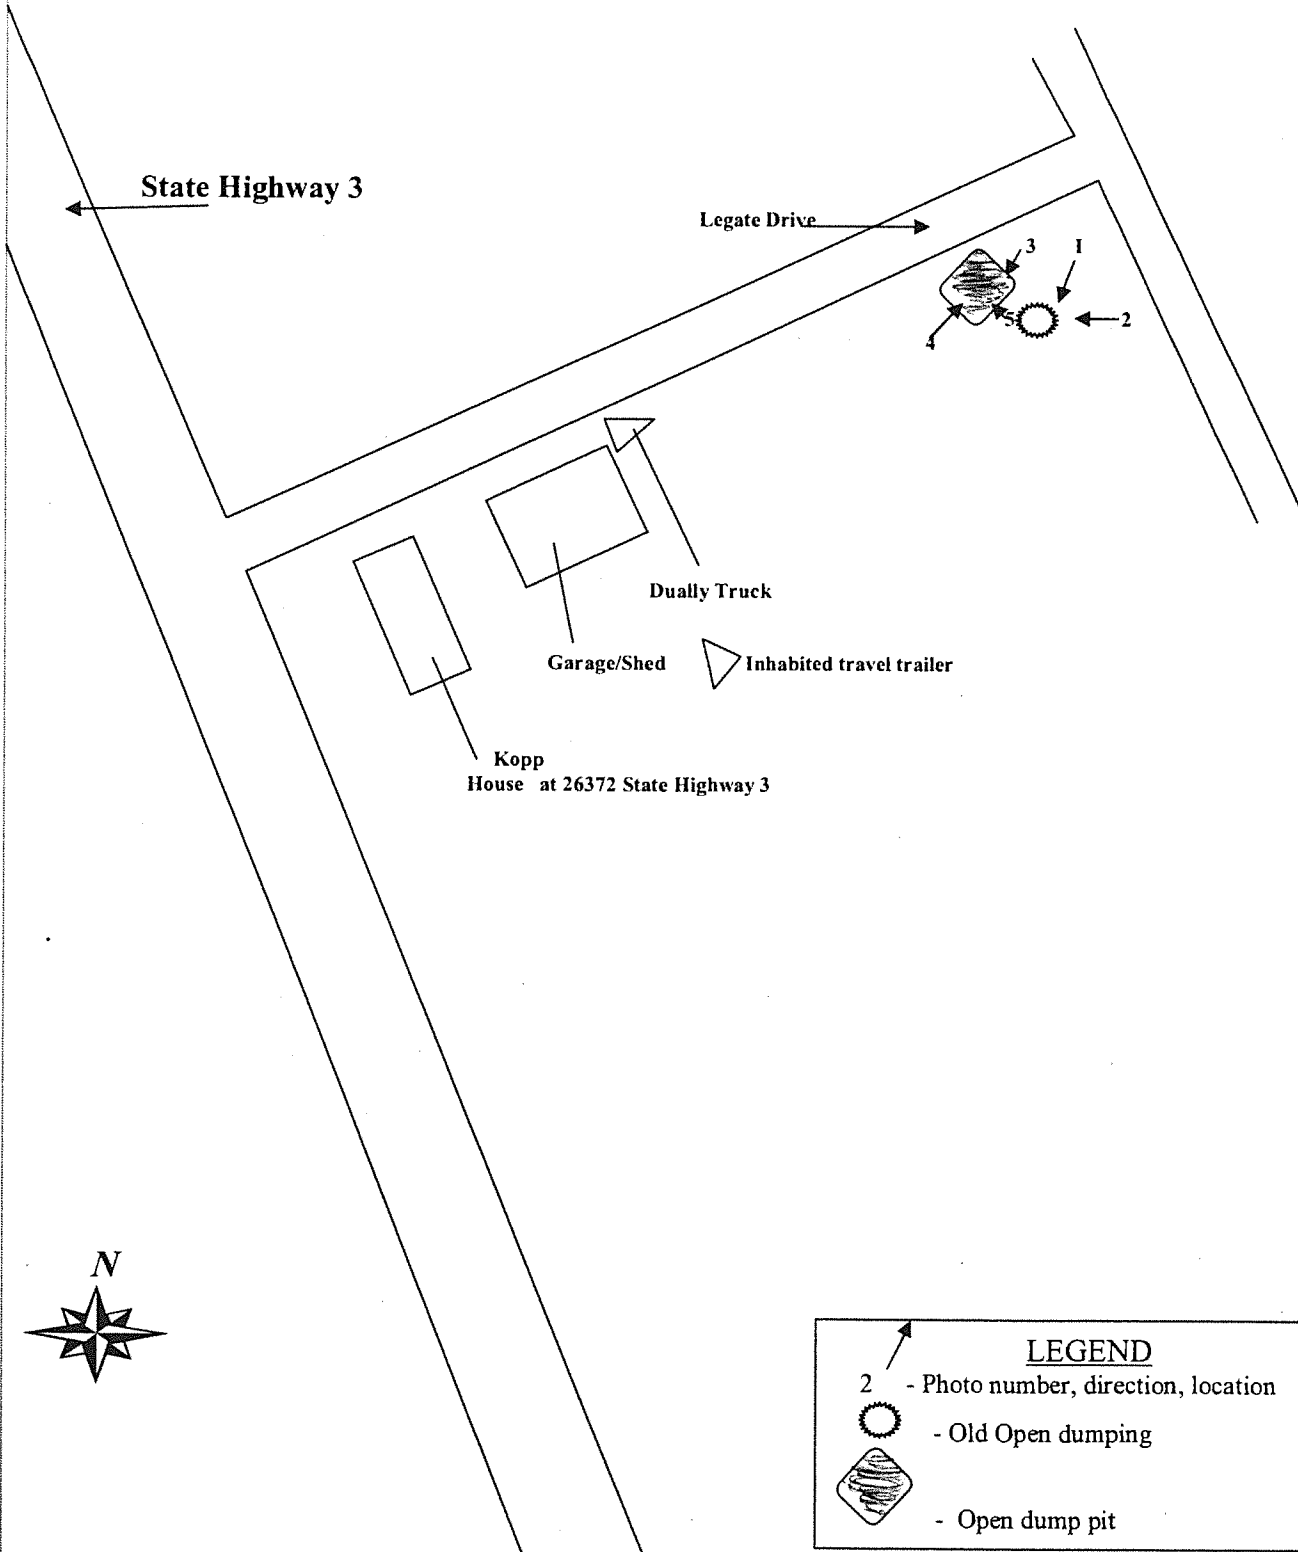 State Highway 3
Legate Drive
3
1
5
2
4
Dually Truck
Garage/Shed
Inhabited travel trailer
Kopp
House at 26372 State Highway 3
N
LEGEND
2 - Photo number, direction, location
- Old Open dumping
- Open dump pit